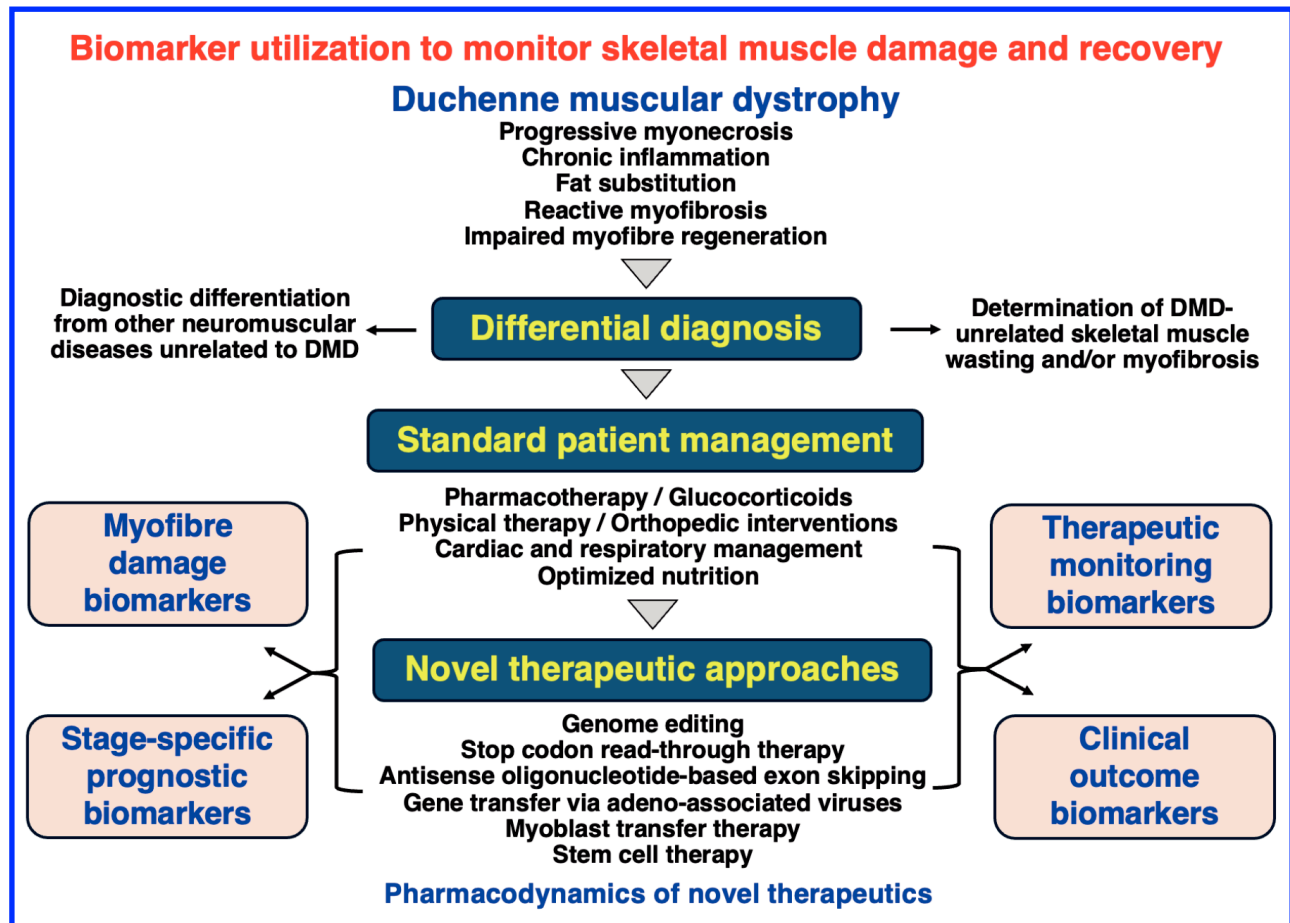 Biomarker utilization to monitor skeletal muscle damage and recovery
Duchenne muscular dystrophy
Progressive myonecrosis
Chronic inflammation
Fat substitution
Reactive myofibrosis
Impaired myofibre regeneration
Diagnostic differentiation
from other neuromuscular
diseases unrelated to DMD
Differential diagnosis
Determination of DMD-
unrelated skeletal muscle
wasting and/or myofibrosis
Standard patient management
Pharmacotherapy / Glucocorticoids
Physical therapy / Orthopedic interventions
Cardiac and respiratory management
Optimized nutrition
Myofibre
damage
biomarkers
Therapeutic
monitoring
biomarkers
Novel therapeutic approaches
Genome editing
Stop codon read-through therapy
Antisense oligonucleotide-based exon skipping
Gene transfer via adeno-associated viruses
Myoblast transfer therapy
Stem cell therapy
Stage-specific
prognostic
biomarkers
Clinical
outcome
biomarkers
Pharmacodynamics of novel therapeutics